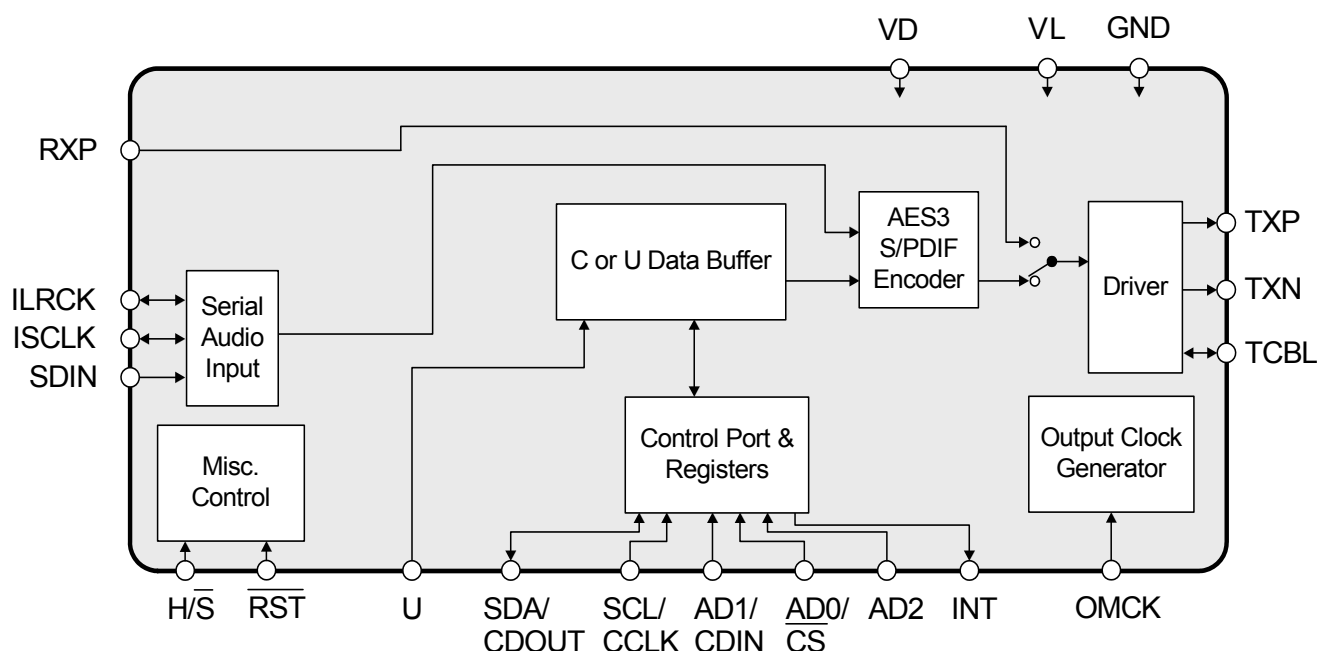 VD
VL
GND
RXP
AES3
S/PDIF
Encoder
TXP
C or U Data Buffer
Driver
TXN
ILRCK
Serial
ISCLK
Audio
TCBL
SDIN
Input
Control Port &
Registers
Output Clock
Generator
Misc.
Control
H/S̅
R̅S̅T̅
U
SDA/
CDOUT
SCL/
CCLK
AD1/
CDIN
AD0/
C̅S̅
AD2
INT
OMCK